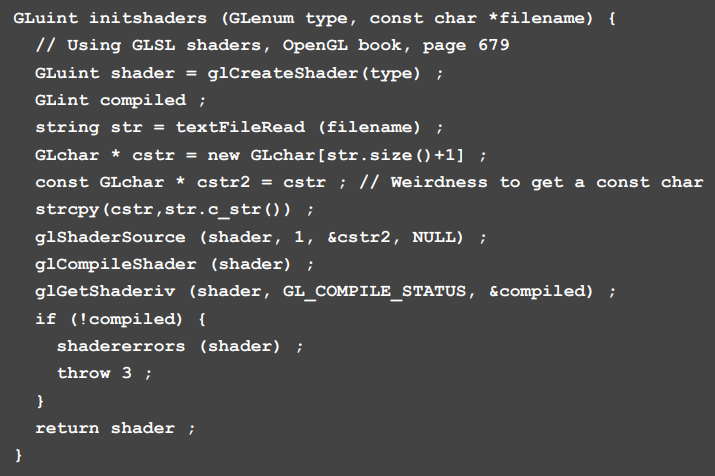 GLuint initshaders (GLenum type, const char *filename) {
// Using GLSL shaders, OpenGL book, page 679
GLuint shader = glCreateShader(type) ;
GLint compiled ;
string str = textFileRead (filename) ;
GLchar * cstr = new GLchar[str.size()+1] ;
const GLchar * cstr2 = cstr ; // Weirdness to get a const char
strcpy(cstr,str.c_str()) ;
glShaderSource (shader, 1, &cstr2, NULL) ;
glCompileShader (shader) ;
glGetShaderiv (shader, GL_COMPILE_STATUS, &compiled) ;
if (!compiled) {
shadererrors (shader) ;
throw 3 ;
}
return shader ;
}